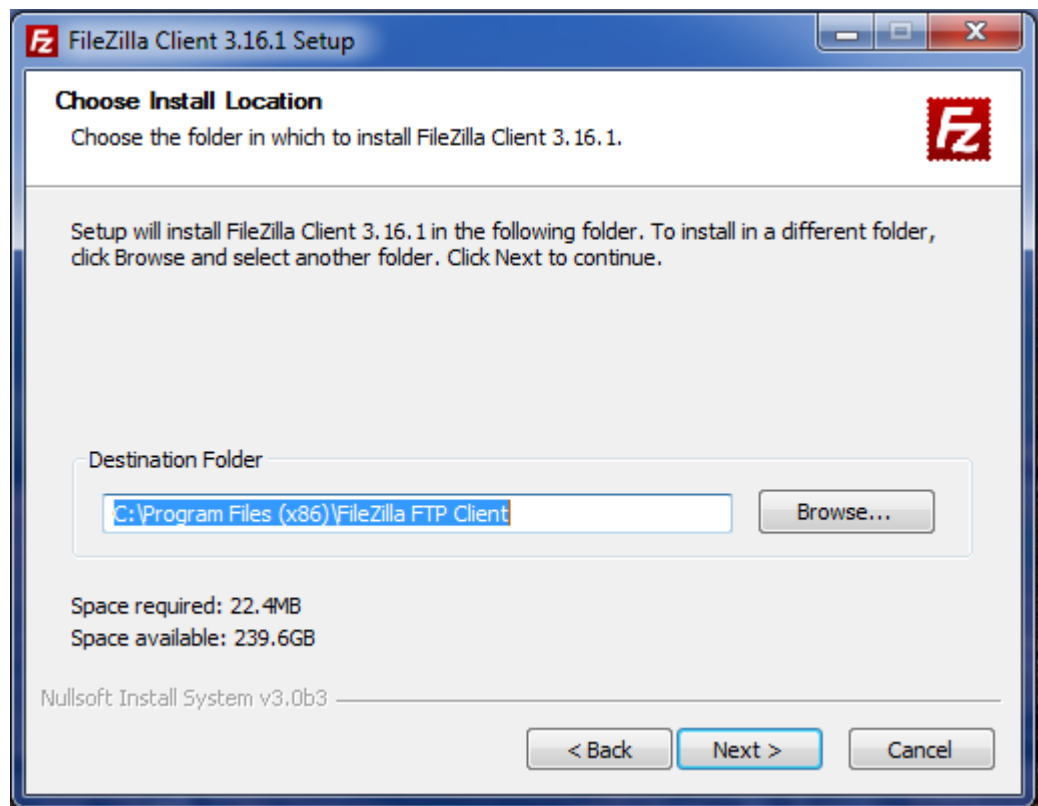 FileZilla Client 3.16.1 Setup
Choose Install Location
Choose the folder in which to install FileZilla Client 3.16.1.
Fz
Setup will install FileZilla Client 3.16.1 in the following folder. To install in a different folder,
click Browse and select another folder. Click Next to continue.
Destination Folder
C:\Program Files (x86)\FileZilla FTP Client
Browse...
Space required: 22.4MB
Space available: 239.6GB
Nullsoft Install System v3.0b3
< Back
Next >
Cancel